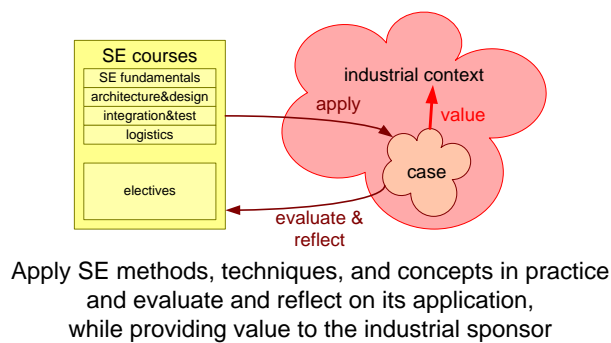 SE courses
SE fundamentals
architecture&design
integration&test
logistics
electives
apply
industrial context
value
case
evaluate &
reflect
Apply SE methods, techniques, and concepts in practice
and evaluate and reflect on its application,
while providing value to the industrial sponsor